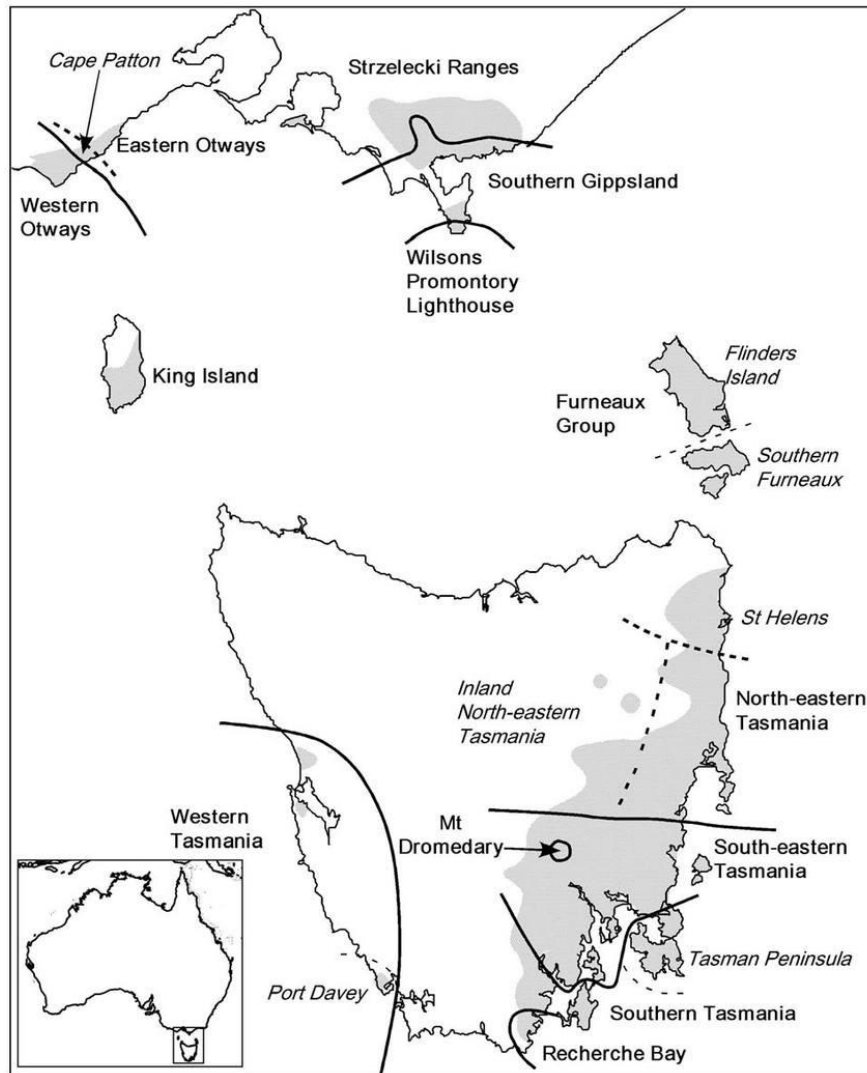 Cape Patton
Strzelecki Ranges
Eastern Otways
Southern Gippsland
Western
Otways
Wilsons
Promontory
Lighthouse
King Island
Flinders
Island
Furneaux
Group
Southern
Furneaux
St Helens
Inland
North-eastern
Tasmania
North-eastern
Tasmania
Western
Tasmania
Mt
Dromedary
South-eastern
Tasmania
Tasman Peninsula
Port Davey
Southern Tasmania
Recherche Bay